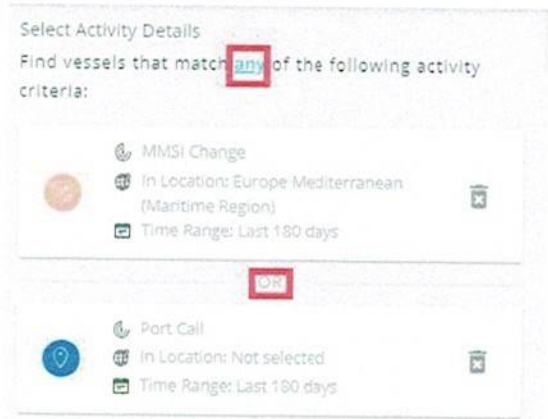 Select Activity Details
Find vessels that match any of the following activity
criteria:
MMSI Change
In Location: Europe Mediterranean
(Maritime Region)
Time Range: Last 180 days
OR
Port Call
In Location: Not selected
Time Range: Last 180 days